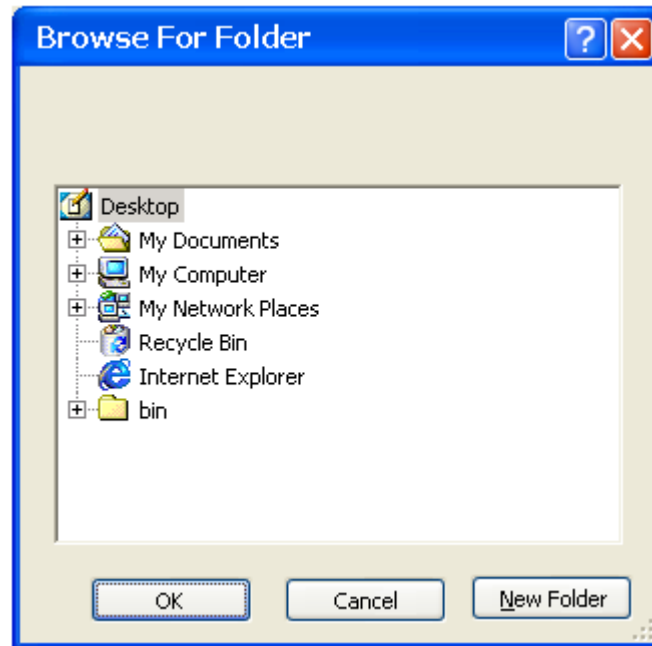 Browse For Folder
Desktop
My Documents
My Computer
My Network Places
Recycle Bin
Internet Explorer
bin
OK Cancel New Folder